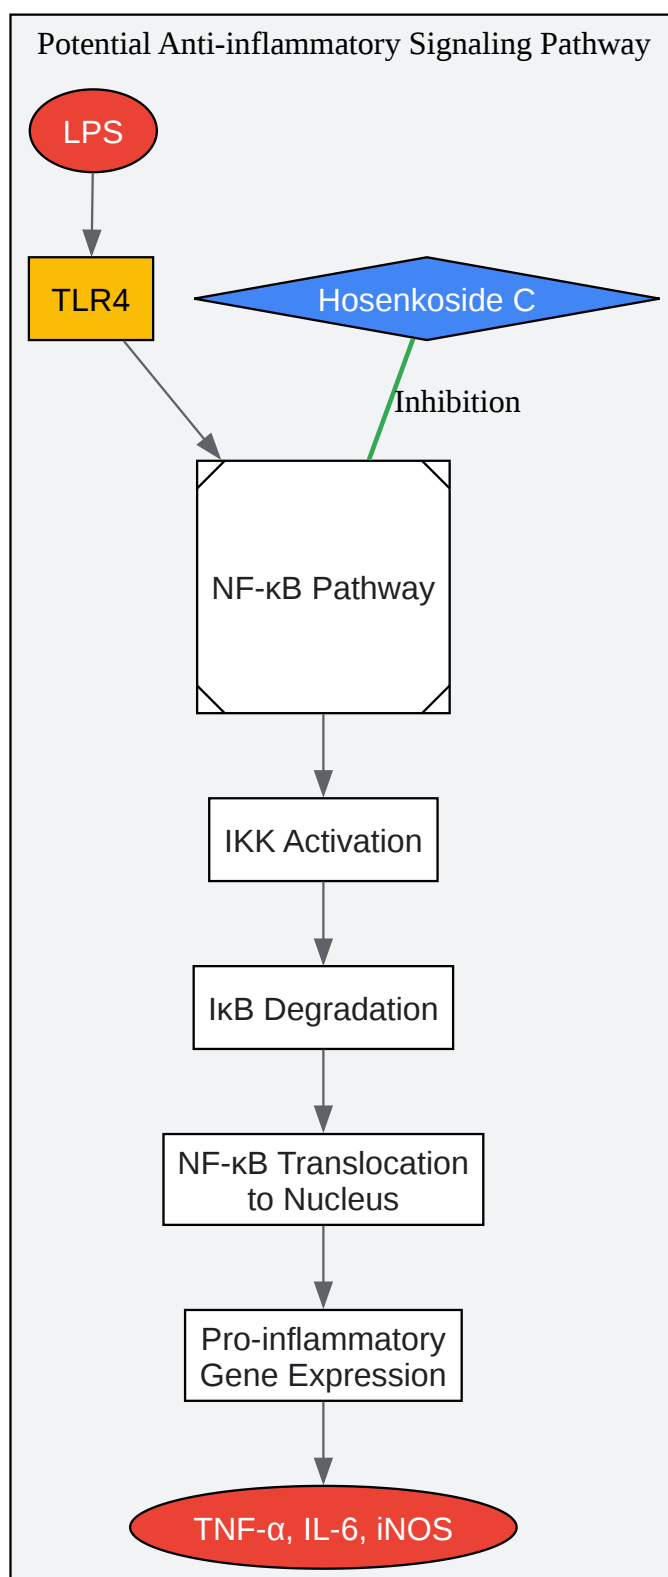 Potential Anti-inflammatory Signaling Pathway
LPS
TLR4
Hosenkoside C
Inhibition
NF-κB Pathway
IKK Activation
IκB Degradation
NF-κB Translocation
to Nucleus
Pro-inflammatory
Gene Expression
TNF-α, IL-6, iNOS